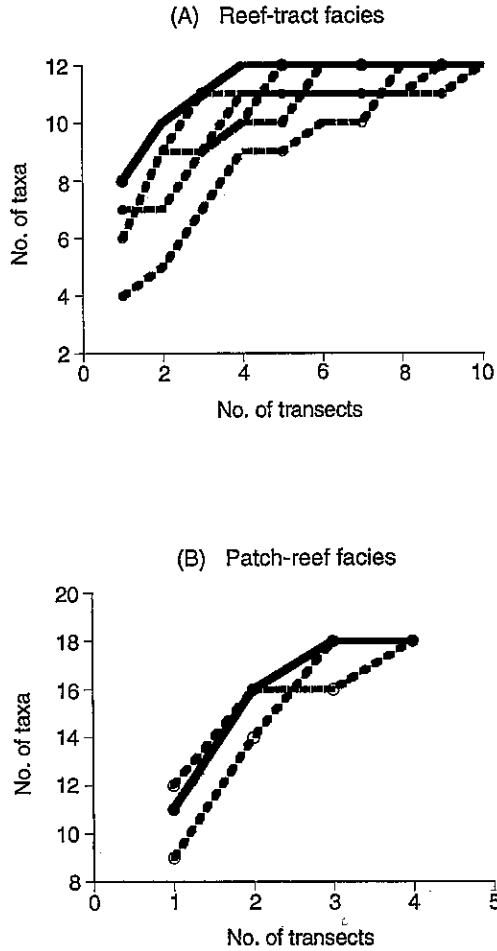 (A) Reef-tract facies
12
10
8
6
4
2
No. of taxa
0 2 4 6 8 10
No. of transects
(B) Patch-reef facies
20
18
16
14
12
10
8
No. of taxa
0 1 2 3 4 5
No. of transects